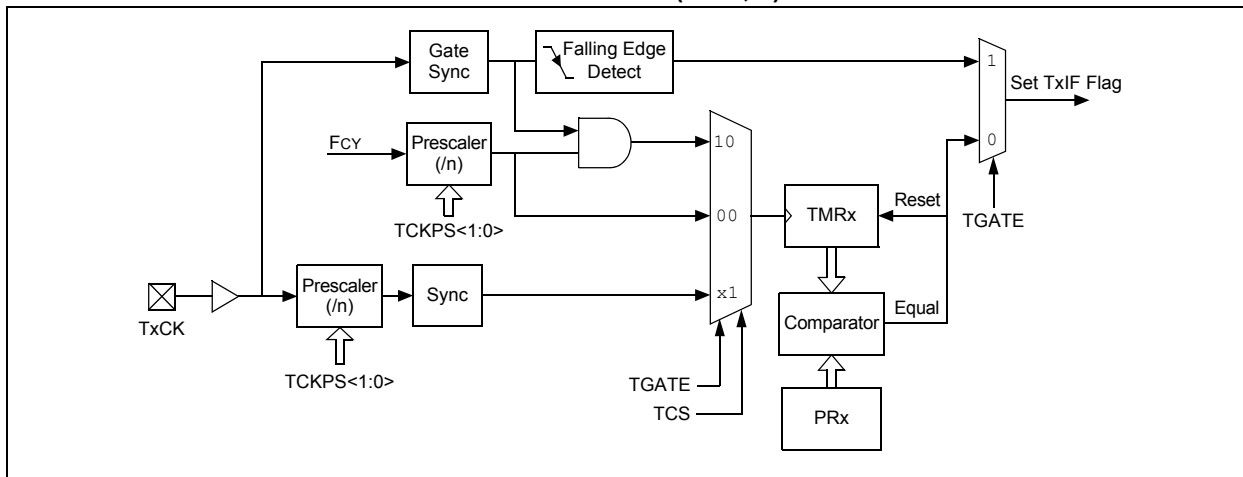 Gate
Sync
Falling Edge
Detect
1
Set TxIF Flag
FCY
Prescaler
(/n)
10
0
TCKPS<1:0>
00
TMRx
Reset
TGATE
TxCK
Prescaler
(/n)
Sync
x1
Comparator
Equal
TCKPS<1:0>
TGATE
TCS
PRx